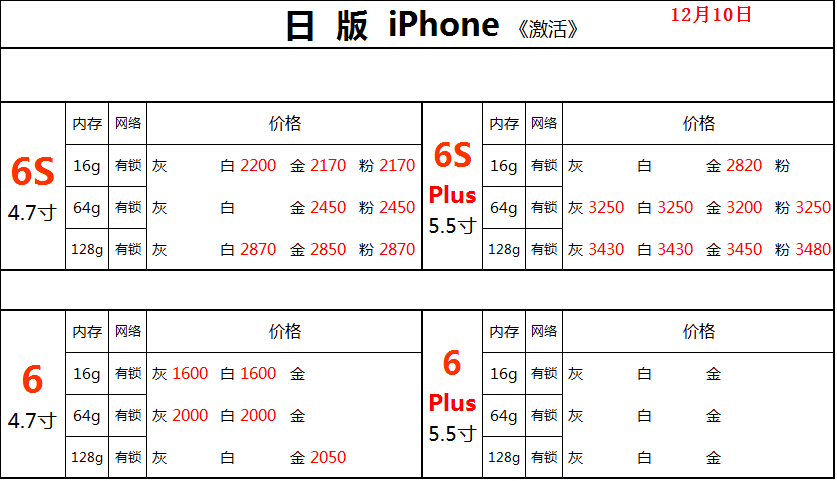 日 版 iPhone 《激活》 12月10日
内存 网络 价格 内存 网络 价格
6S 4.7寸 6S Plus 5.5寸
16g 有锁 灰 白 2200 金 2170 粉 2170 16g 有锁 灰 白 金 2820 粉
64g 有锁 灰 白 金 2450 粉 2450 64g 有锁 灰 3250 白 3250 金 3200 粉 3250
128g 有锁 灰 白 2870 金 2850 粉 2870 128g 有锁 灰 3430 白 3430 金 3450 粉 3480
内存 网络 价格 内存 网络 价格
6 4.7寸 6 Plus 5.5寸
16g 有锁 灰 1600 白 1600 金 16g 有锁 灰 白 金
64g 有锁 灰 2000 白 2000 金 64g 有锁 灰 白 金
128g 有锁 灰 白 金 2050 128g 有锁 灰 白 金